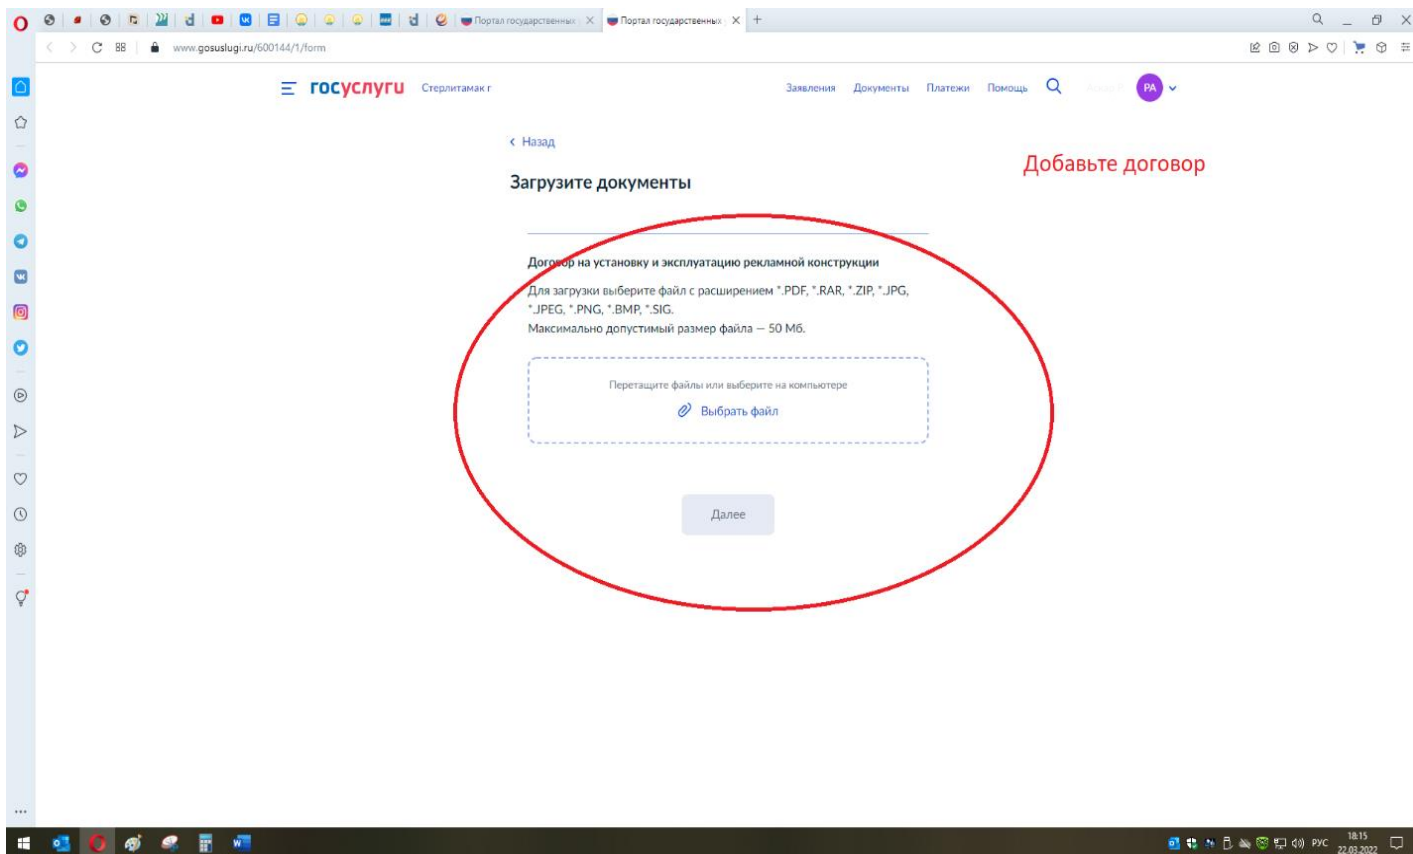 Портал государственных
Портал государственных
www.gosuslugi.ru/600144/1/form
госуслуги
Стерлитамак г
Заявления
Документы
Платежи
Помощь
РА
Назад
Добавьте договор
Загрузите документы
Договор на установку и эксплуатацию рекламной конструкции
Для загрузки выберите файл с расширением *.PDF, *.RAR, *.ZIP, *.JPG,
*.JPEG, *.PNG, *.BMP, *.SIG.
Максимально допустимый размер файла — 50 Мб.
Перетащите файлы или выберите на компьютере
Выбрать файл
Далее
РУС
18:15
22.03.2022